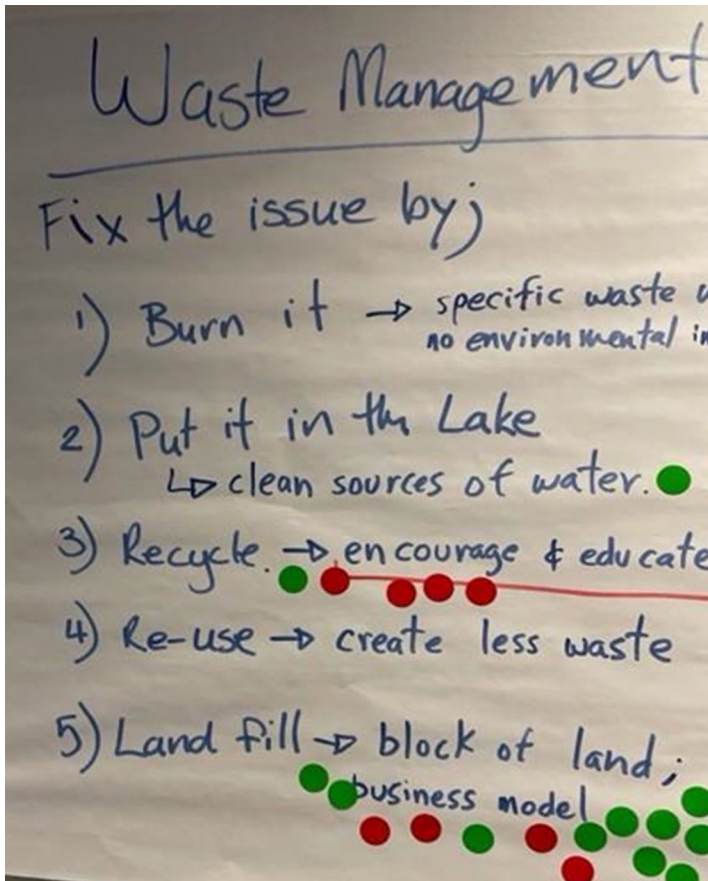 Waste Management
Fix the issue by;
1) Burn it → specific waste
no environmental
2) Put it in the Lake
↳ clean sources of water.
3) Recycle. → encourage & educate
4) Re-use → create less waste
5) Land fill → block of land;
business model